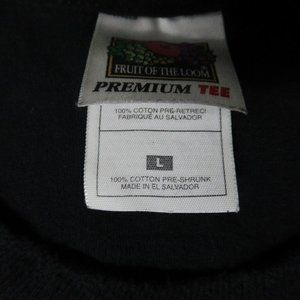 FRUIT OF THE LOOM
PREMIUM TEE
100% COTON PRE-RETRECI
FABRIQUÉ AU SALVADOR
L
100% COTTON PRE-SHRUNK
MADE IN EL SALVADOR